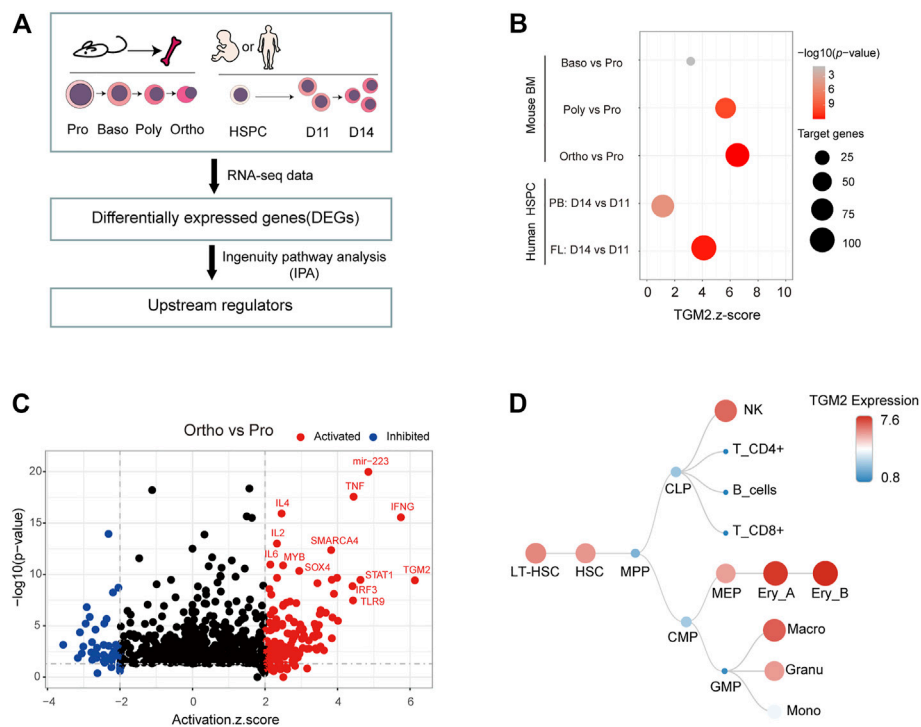 A
or
Pro Baso Poly Ortho HSPC D11 D14
RNA-seq data
Differentially expressed genes(DEGs)
Ingenuity pathway analysis
(IPA)
Upstream regulators
B
Mouse BM
Human HSPC
Baso vs Pro
Poly vs Pro
Ortho vs Pro
PB: D14 vs D11
FL: D14 vs D11
0 2 4 6 8 10
TGM2.z-score
−log10(p-value)
3
6
9
Target genes
25
50
75
100
C
Ortho vs Pro
Activated Inhibited
−log10(p-value)
20
15
10
5
0
mir−223
TNF
IL4
IFNG
IL2
SMARCA4
IL6
MYB
SOX4
STAT1
TGM2
IRF3
TLR9
−4 −2 0 2 4 6
Activation.z.score
D
TGM2 Expression
7.6
0.8
NK
T_CD4+
CLP
B_cells
T_CD8+
LT-HSC HSC MPP
MEP Ery_A Ery_B
CMP
Macro
GMP
Granu
Mono